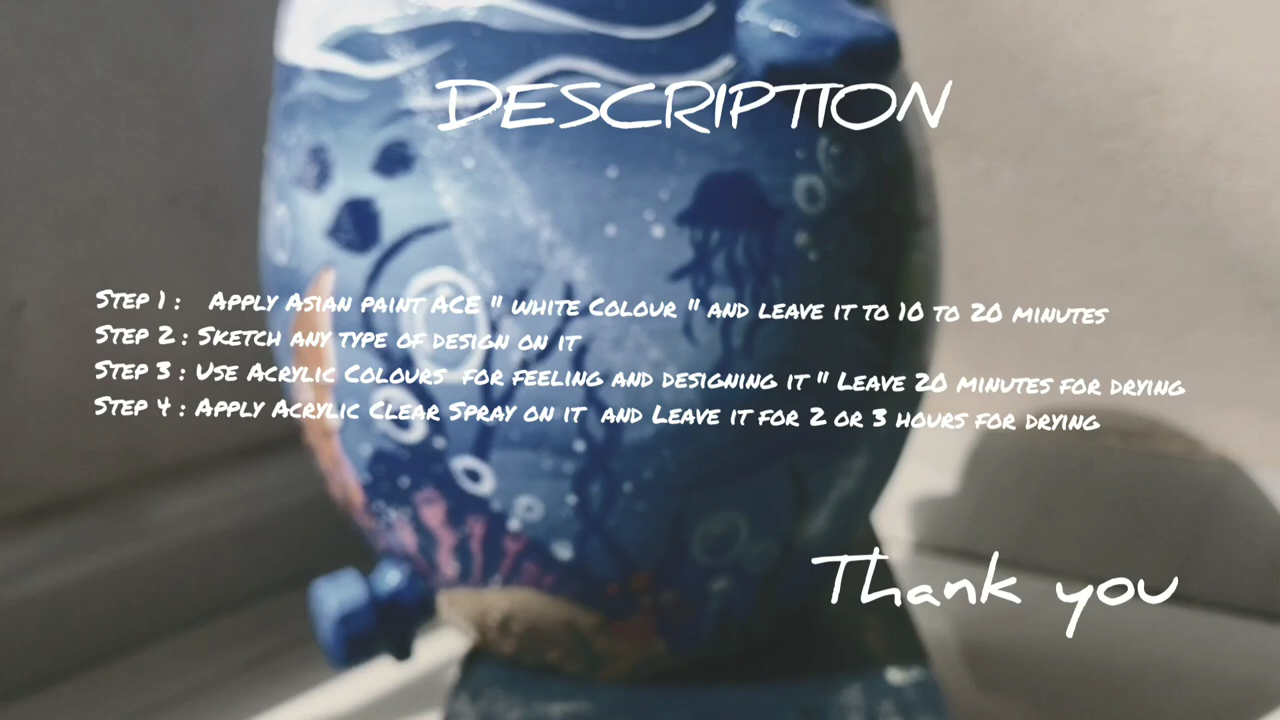 DESCRIPTION
STEP 1 : APPLY ASIAN PAINT ACE " WHITE COLOUR " AND LEAVE IT TO 10 TO 20 MINUTES
STEP 2 : SKETCH ANY TYPE OF DESIGN ON IT
STEP 3 : USE ACRYLIC COLOURS FOR FEELING AND DESIGNING IT " LEAVE 20 MINUTES FOR DRYING
STEP 4 : APPLY ACRYLIC CLEAR SPRAY ON IT AND LEAVE IT FOR 2 OR 3 HOURS FOR DRYING
Thank you